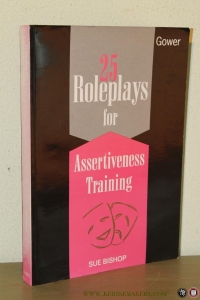 Gower
25
Roleplays
for
Assertiveness
Training
SUE BISHOP